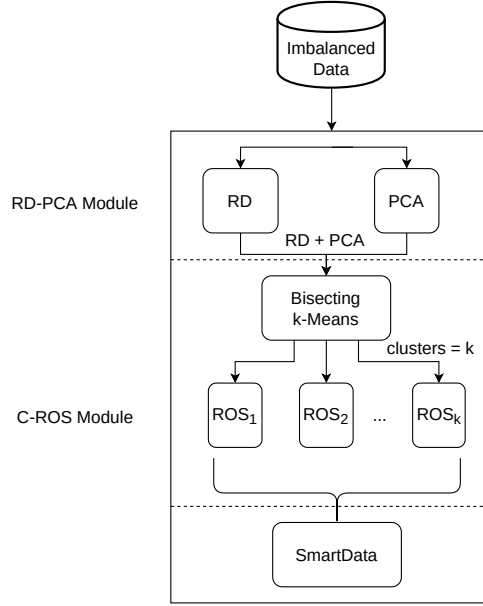 Imbalanced
Data
RD-PCA Module
RD
PCA
RD + PCA
Bisecting
k-Means
clusters = k
C-ROS Module
ROS1
ROS2
...
ROSk
SmartData